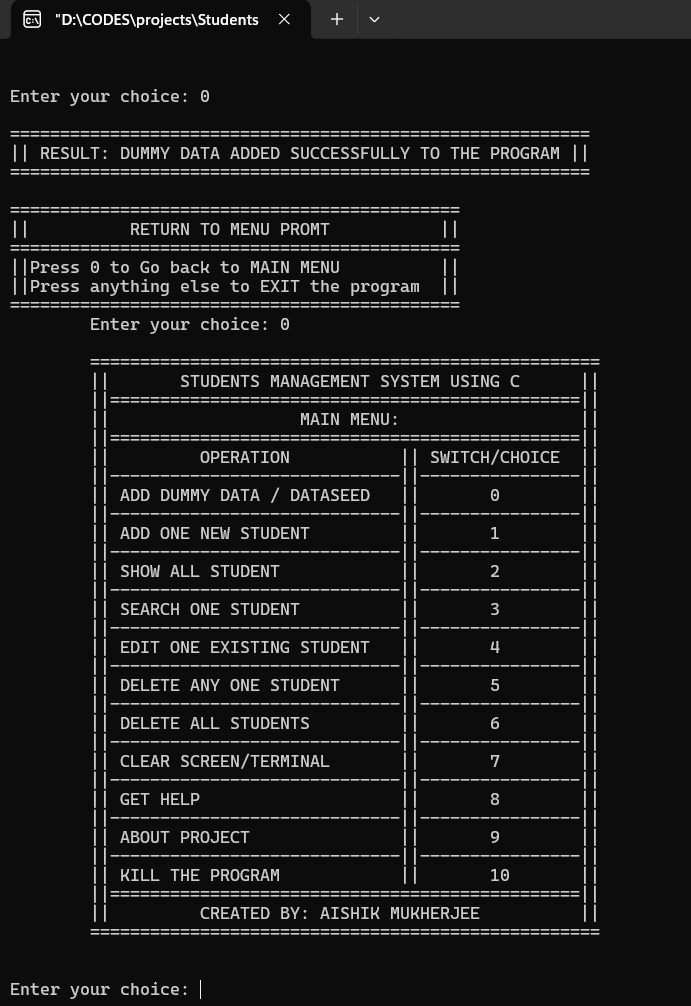 "D:\CODES\projects\Students
Enter your choice: 0
===========================================================
|| RESULT: DUMMY DATA ADDED SUCCESSFULLY TO THE PROGRAM ||
===========================================================
=============================================
||          RETURN TO MENU PROMT           ||
=============================================
||Press 0 to Go back to MAIN MENU          ||
||Press anything else to EXIT the program  ||
=============================================
Enter your choice: 0
===================================================
||       STUDENTS MANAGEMENT SYSTEM USING C      ||
||===============================================||
||                   MAIN MENU:                  ||
||===============================================||
||         OPERATION           || SWITCH/CHOICE  ||
||-----------------------------||----------------||
|| ADD DUMMY DATA / DATASEED   ||       0        ||
||-----------------------------||----------------||
|| ADD ONE NEW STUDENT         ||       1        ||
||-----------------------------||----------------||
|| SHOW ALL STUDENT            ||       2        ||
||-----------------------------||----------------||
|| SEARCH ONE STUDENT          ||       3        ||
||-----------------------------||----------------||
|| EDIT ONE EXISTING STUDENT   ||       4        ||
||-----------------------------||----------------||
|| DELETE ANY ONE STUDENT      ||       5        ||
||-----------------------------||----------------||
|| DELETE ALL STUDENTS         ||       6        ||
||-----------------------------||----------------||
|| CLEAR SCREEN/TERMINAL       ||       7        ||
||-----------------------------||----------------||
|| GET HELP                    ||       8        ||
||-----------------------------||----------------||
|| ABOUT PROJECT               ||       9        ||
||-----------------------------||----------------||
|| KILL THE PROGRAM            ||       10       ||
||===============================================||
||         CREATED BY: AISHIK MUKHERJEE          ||
===================================================
Enter your choice: